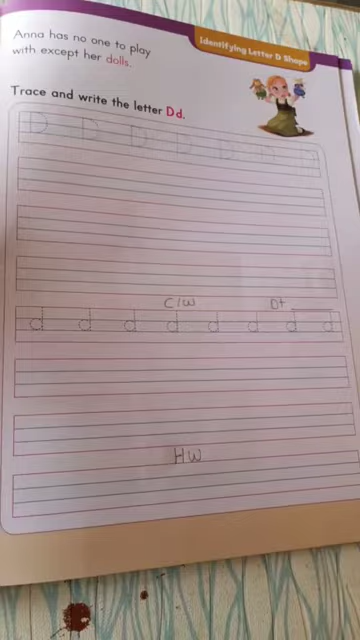 Identifying Letter D Shape
Anna has no one to play
with except her dolls.
Trace and write the letter Dd.
D D D D D D D
C/W Dt
d d d d d d d d
HW